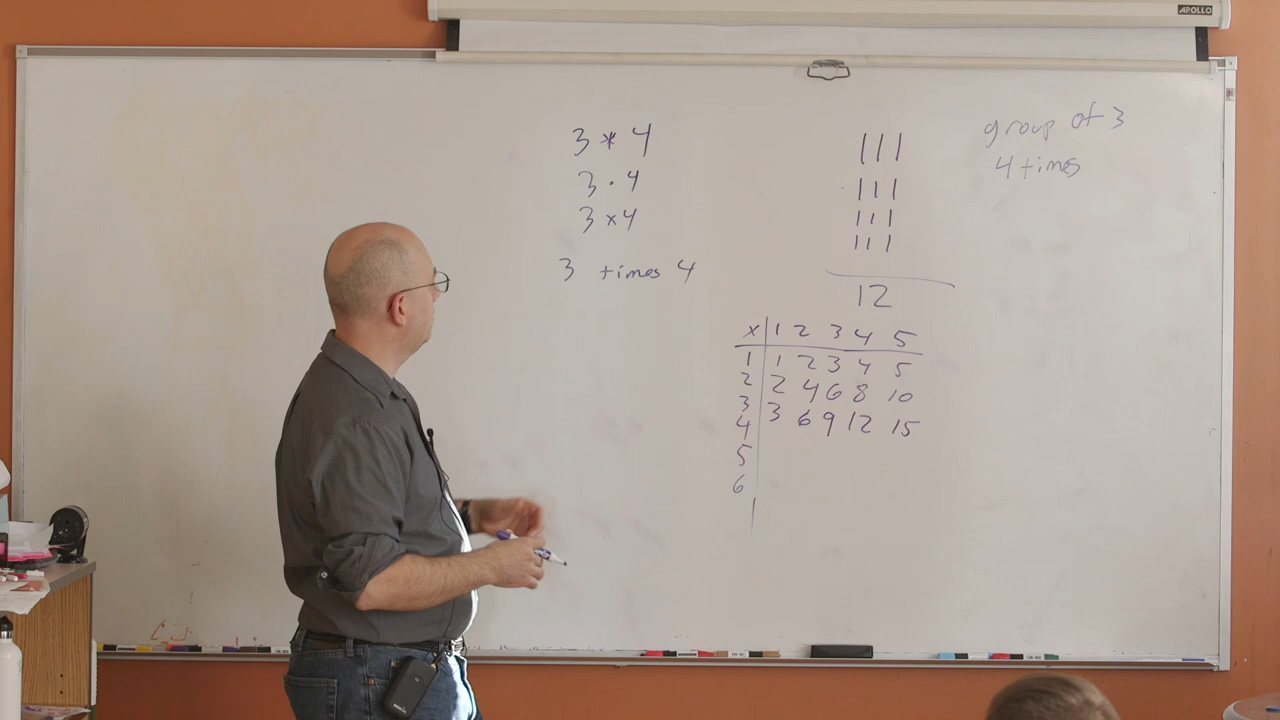 APOLLO
3 * 4
3 · 4
3 x 4
3 times 4
111
111
111
111
12
group of 3
4 times
x 1 2 3 4 5
1 1 2 3 4 5
2 2 4 6 8 10
3 3 6 9 12 15
4
5
6